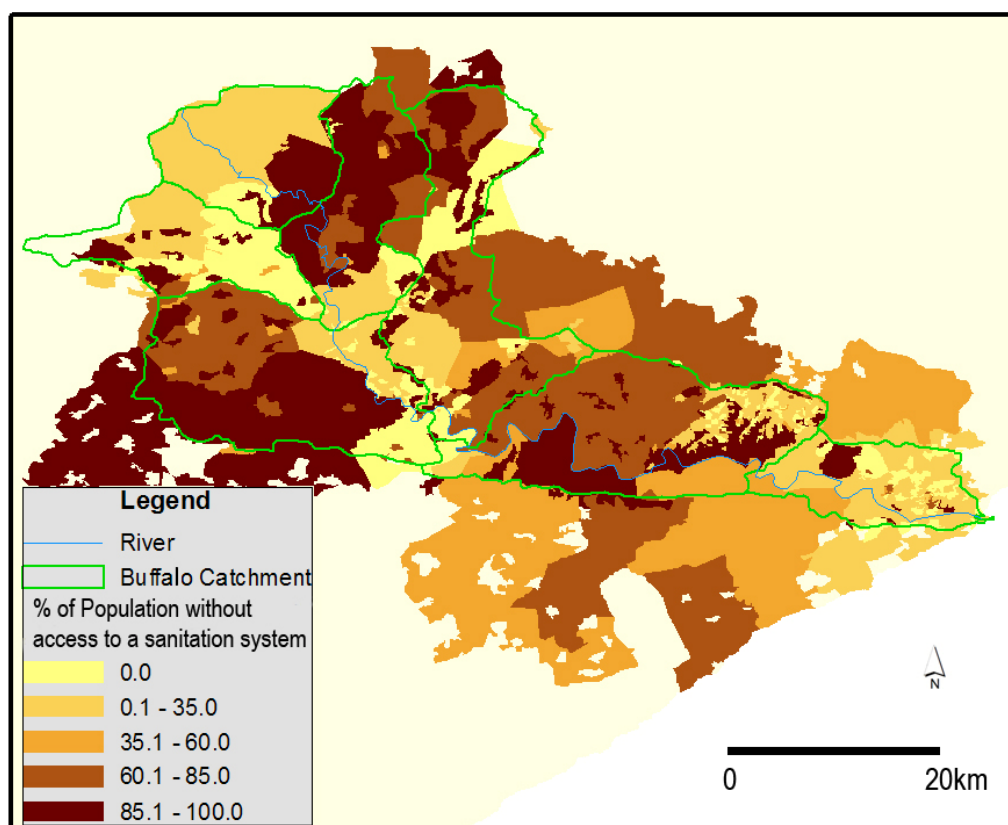 Legend
River
Buffalo Catchment
% of Population without
access to a sanitation system
0.0
0.1 - 35.0
35.1 - 60.0
60.1 - 85.0
85.1 - 100.0
N
0 20km